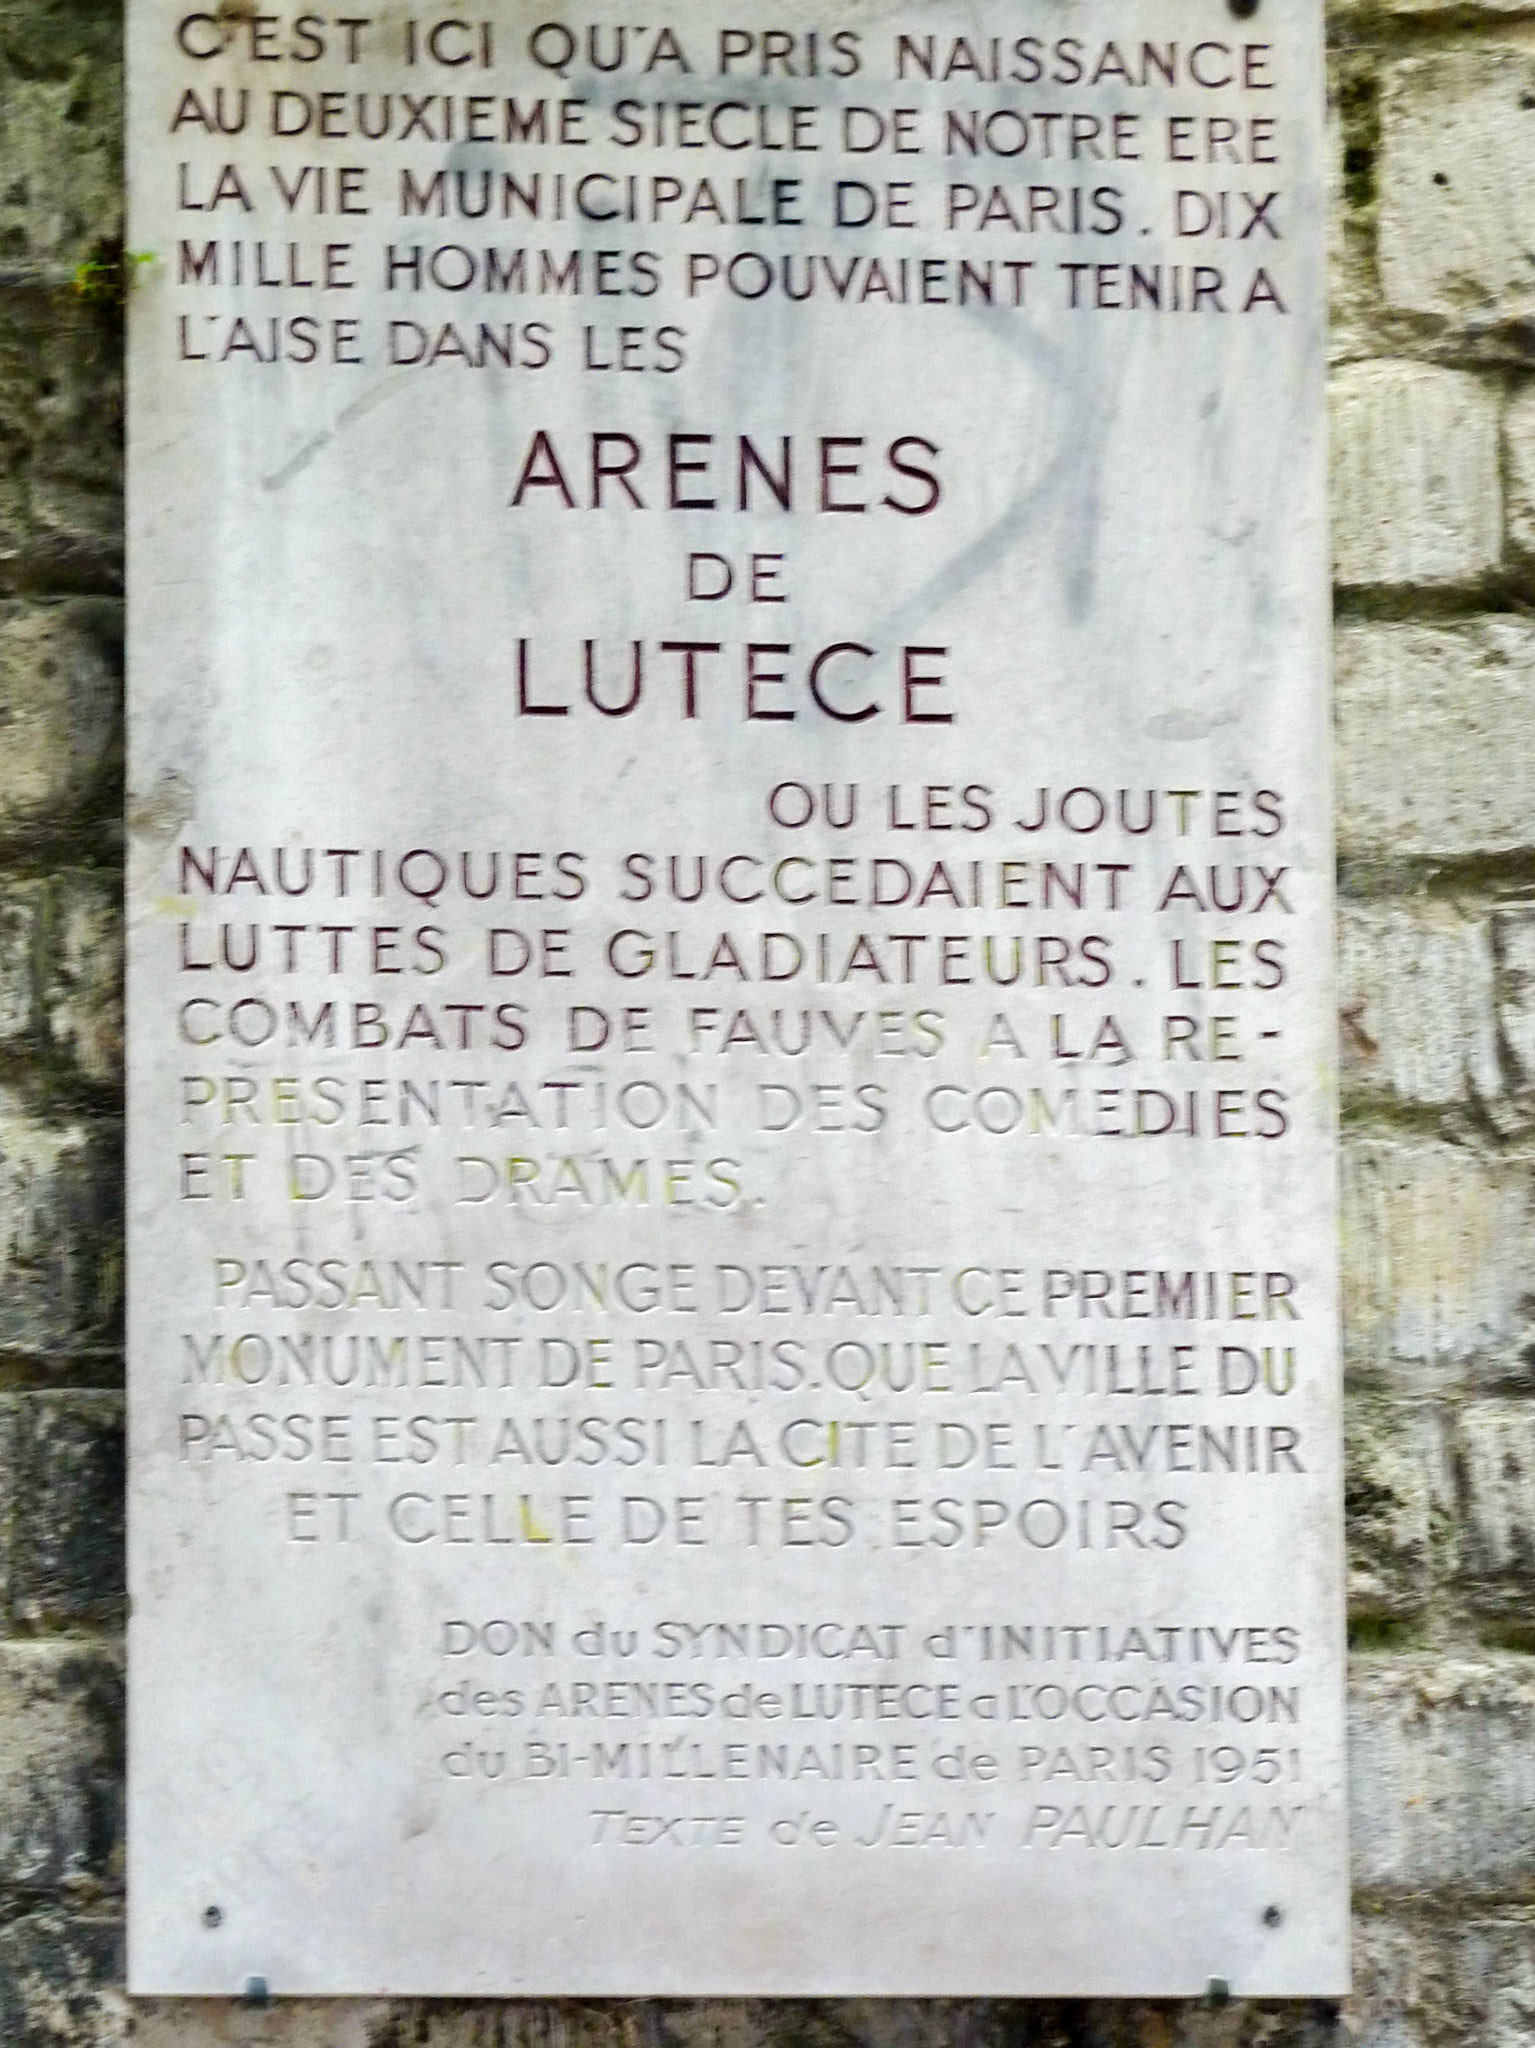 C'EST ICI QU'A PRIS NAISSANCE
AU DEUXIEME SIECLE DE NOTRE ERE
LA VIE MUNICIPALE DE PARIS. DIX
MILLE HOMMES POUVAIENT TENIR A
L'AISE DANS LES
ARENES
DE
LUTECE
OU LES JOUTES
NAUTIQUES SUCCEDAIENT AUX
LUTTES DE GLADIATEURS. LES
COMBATS DE FAUVES A LA RE-
PRESENTATION DES COMEDIES
ET DES DRAMES.
PASSANT SONGE DEVANT CE PREMIER
MONUMENT DE PARIS. QUE LA VILLE DU
PASSE EST AUSSI LA CITE DE L'AVENIR
ET CELLE DE TES ESPOIRS
DON du SYNDICAT d'INITIATIVES
des ARENES de LUTECE a L'OCCASION
du BI-MILLENAIRE de PARIS 1951
TEXTE de JEAN PAULHAN